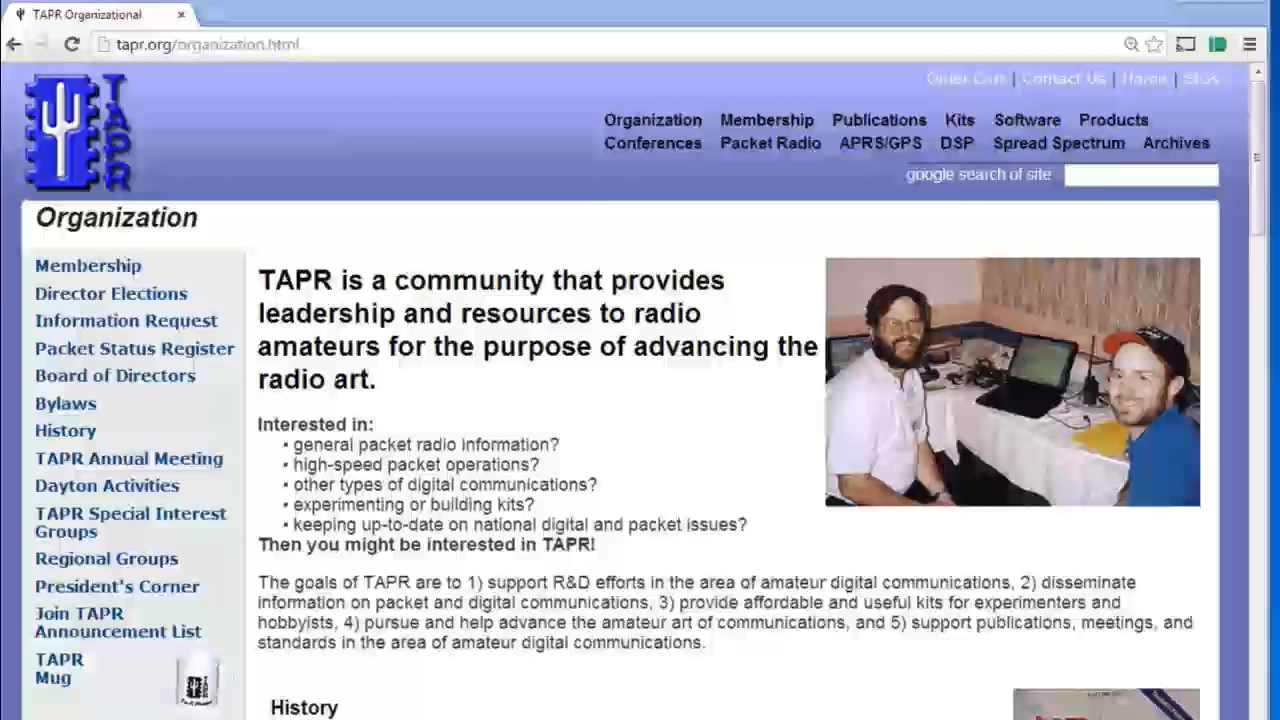 TAPR Organizational
tapr.org/organization.html
Order Cart | Contact Us | Home | SIGs
TAPR
Organization Membership Publications Kits Software Products
Conferences Packet Radio APRS/GPS DSP Spread Spectrum Archives
google search of site
Organization
Membership
Director Elections
Information Request
Packet Status Register
Board of Directors
Bylaws
History
TAPR Annual Meeting
Dayton Activities
TAPR Special Interest
Groups
Regional Groups
President's Corner
Join TAPR
Announcement List
TAPR
Mug
TAPR is a community that provides
leadership and resources to radio
amateurs for the purpose of advancing the
radio art.
Interested in:
• general packet radio information?
• high-speed packet operations?
• other types of digital communications?
• experimenting or building kits?
• keeping up-to-date on national digital and packet issues?
Then you might be interested in TAPR!
The goals of TAPR are to 1) support R&D efforts in the area of amateur digital communications, 2) disseminate
information on packet and digital communications, 3) provide affordable and useful kits for experimenters and
hobbyists, 4) pursue and help advance the amateur art of communications, and 5) support publications, meetings, and
standards in the area of amateur digital communications.
History